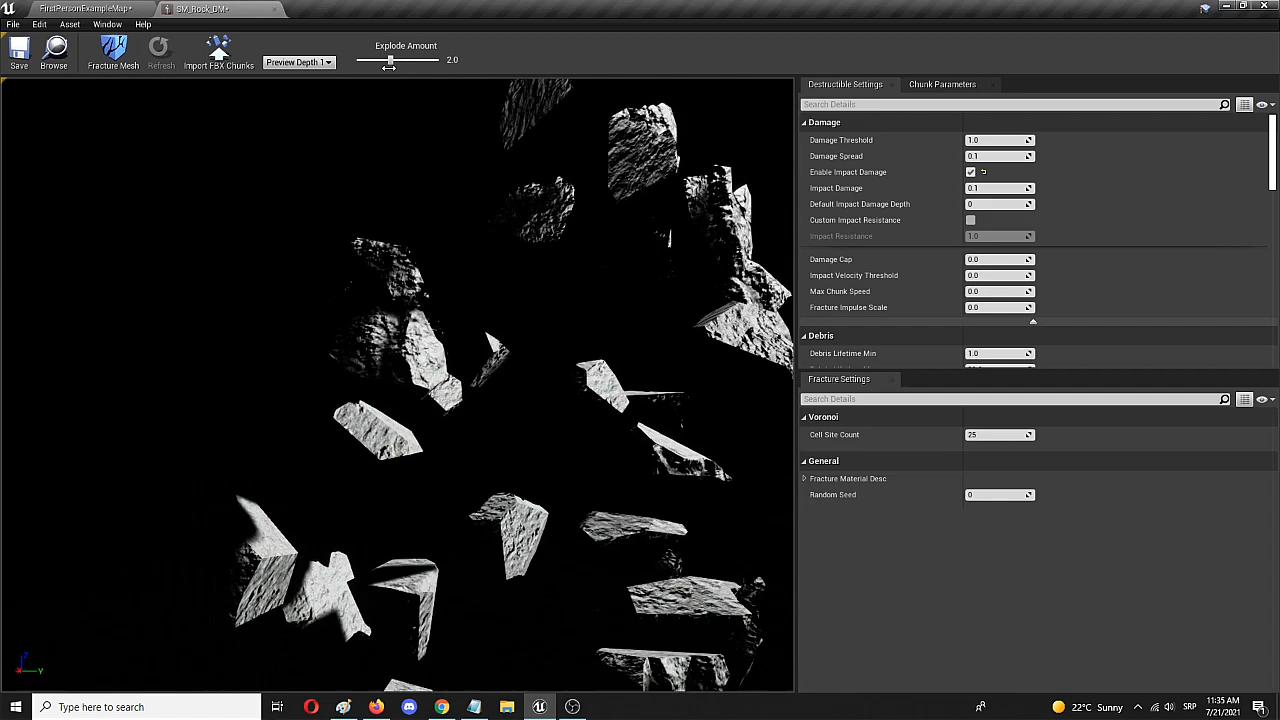 FirstPersonExampleMap*
SM_Rock_DM*
File Edit Asset Window Help
Save
Browse
Fracture Mesh
Refresh
Import FBX Chunks
Preview Depth 1
Explode Amount
2.0
Destructible Settings
Chunk Parameters
Search Details
Damage
Damage Threshold 1.0
Damage Spread 0.1
Enable Impact Damage
Impact Damage 0.1
Default Impact Damage Depth 0
Custom Impact Resistance
Impact Resistance 1.0
Damage Cap 0.0
Impact Velocity Threshold 0.0
Max Chunk Speed 0.0
Fracture Impulse Scale 0.0
Debris
Debris Lifetime Min 1.0
Fracture Settings
Search Details
Voronoi
Cell Site Count 25
General
Fracture Material Desc
Random Seed 0
Z
X Y
Type here to search
22°C Sunny
SRP
11:35 AM
7/21/2021